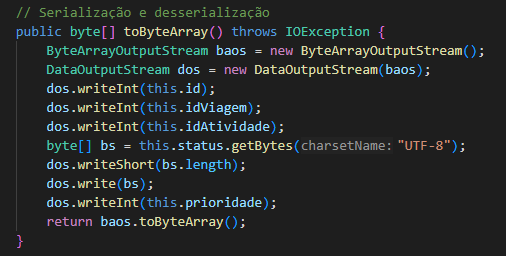 // Serialização e desserialização
public byte[] toByteArray() throws IOException {
ByteArrayOutputStream baos = new ByteArrayOutputStream();
DataOutputStream dos = new DataOutputStream(baos);
dos.writeInt(this.id);
dos.writeInt(this.idViagem);
dos.writeInt(this.idAtividade);
byte[] bs = this.status.getBytes(charsetName: "UTF-8");
dos.writeShort(bs.length);
dos.write(bs);
dos.writeInt(this.prioridade);
return baos.toByteArray();
}